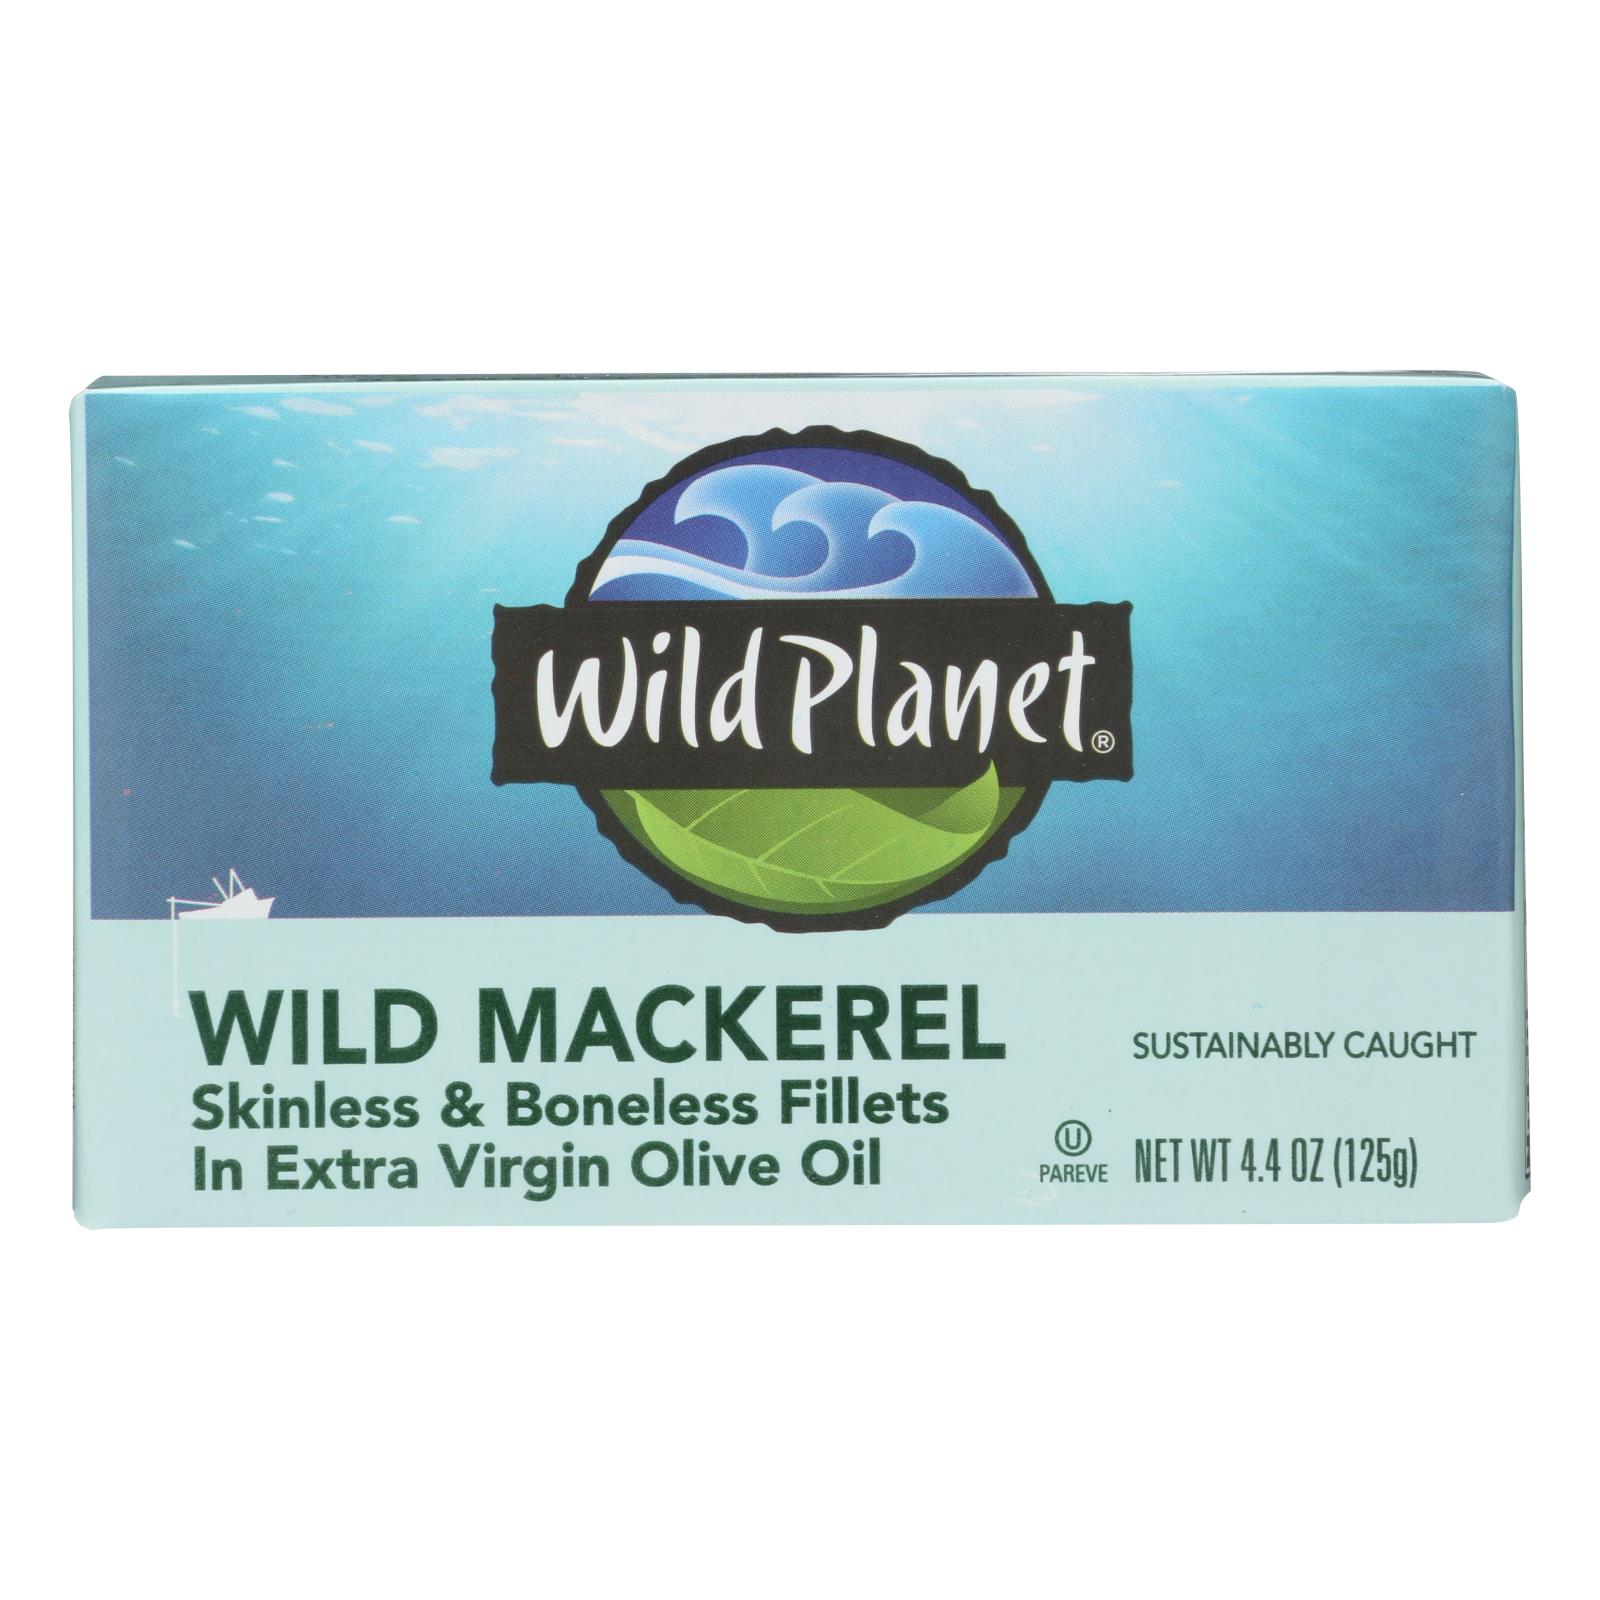 Wild Planet®
WILD MACKEREL
Skinless & Boneless Fillets
In Extra Virgin Olive Oil
SUSTAINABLY CAUGHT
U
PAREVE
NET WT 4.4 OZ (125g)